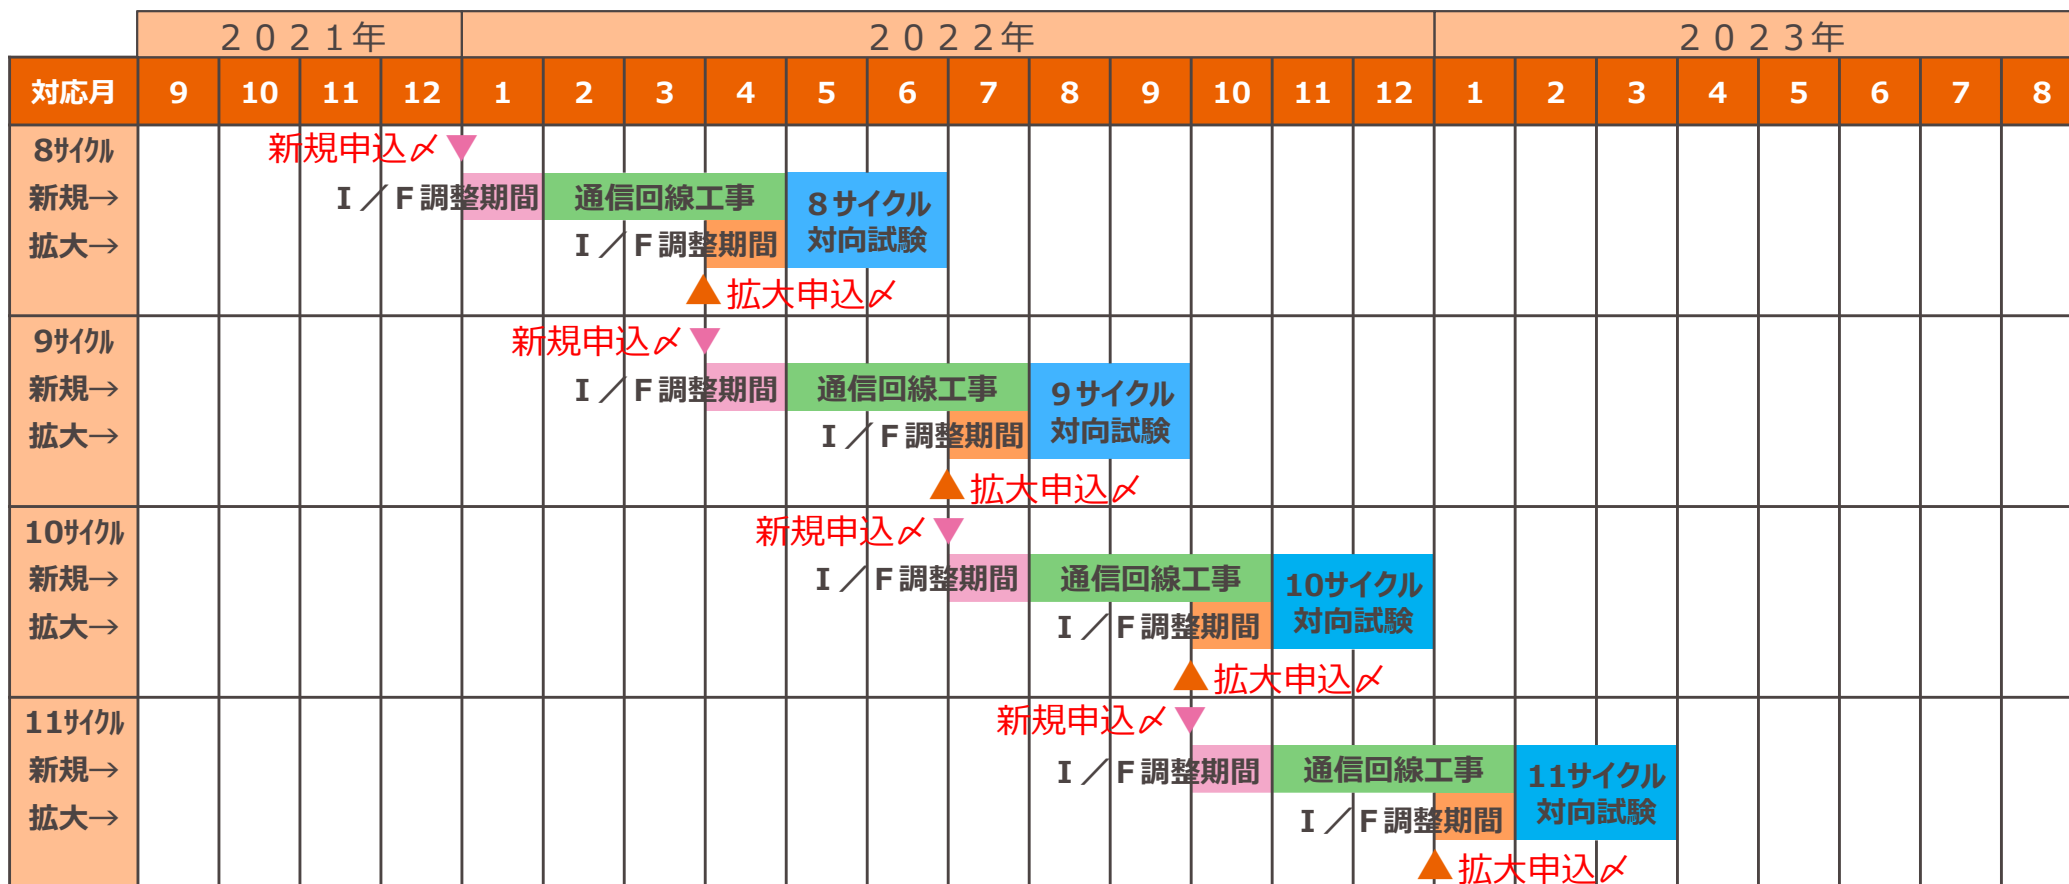 ２０２１年 ２０２２年 ２０２３年
対応月 9 10 11 12 1 2 3 4 5 6 7 8 9 10 11 12 1 2 3 4 5 6 7 8
8ｻｲｸﾙ
新規申込〆
新規→
Ｉ／Ｆ調整期間 通信回線工事
８サイクル
対向試験
拡大→
Ｉ／Ｆ調整期間
拡大申込〆
9ｻｲｸﾙ
新規申込〆
新規→
Ｉ／Ｆ調整期間 通信回線工事
９サイクル
対向試験
拡大→
Ｉ／Ｆ調整期間
拡大申込〆
10ｻｲｸﾙ
新規申込〆
新規→
Ｉ／Ｆ調整期間 通信回線工事
10サイクル
対向試験
拡大→
Ｉ／Ｆ調整期間
拡大申込〆
11ｻｲｸﾙ
新規申込〆
新規→
Ｉ／Ｆ調整期間 通信回線工事
11サイクル
対向試験
拡大→
Ｉ／Ｆ調整期間
拡大申込〆